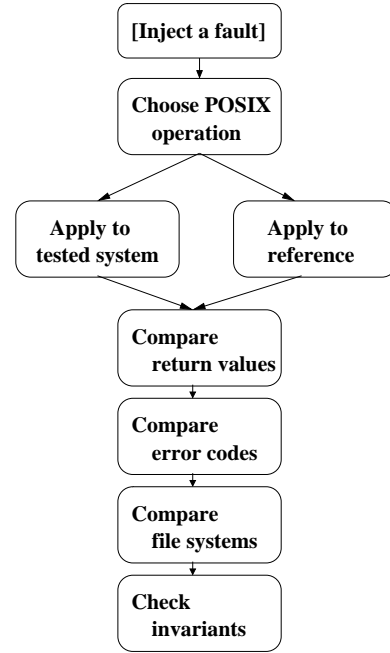 [Inject a fault]
Choose POSIX
operation
Apply to
tested system
Apply to
reference
Compare
return values
Compare
error codes
Compare
file systems
Check
invariants